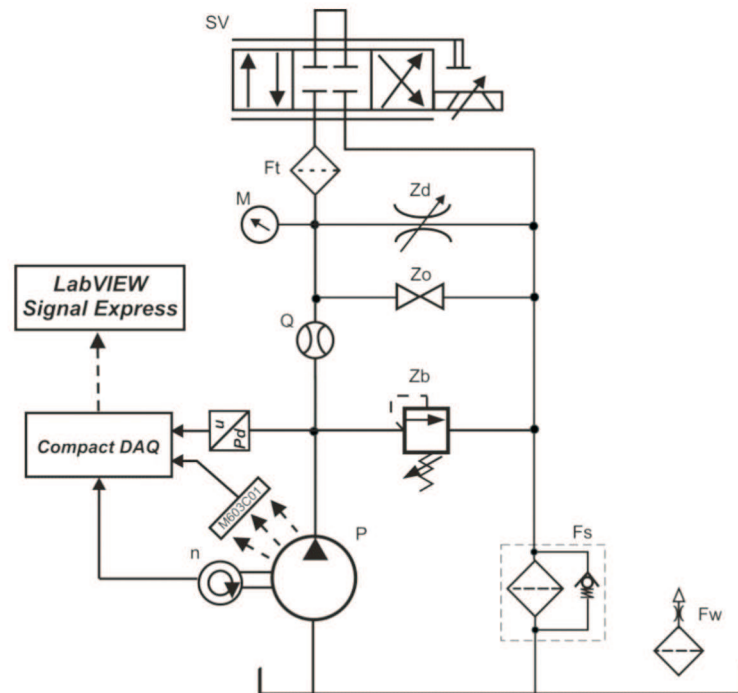 SV
Ft
M
Zd
LabVIEW
Signal Express
Zo
Q
Zb
u
Pd
Compact DAQ
M603C01
P
n
Fs
Fw